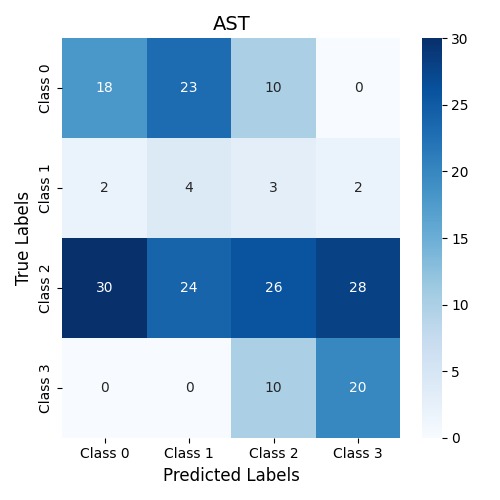 AST
Class 0 18 23 10 0
Class 1 2 4 3 2
Class 2 30 24 26 28
Class 3 0 0 10 20
Class 0 Class 1 Class 2 Class 3
Predicted Labels
True Labels
30
25
20
15
10
5
0